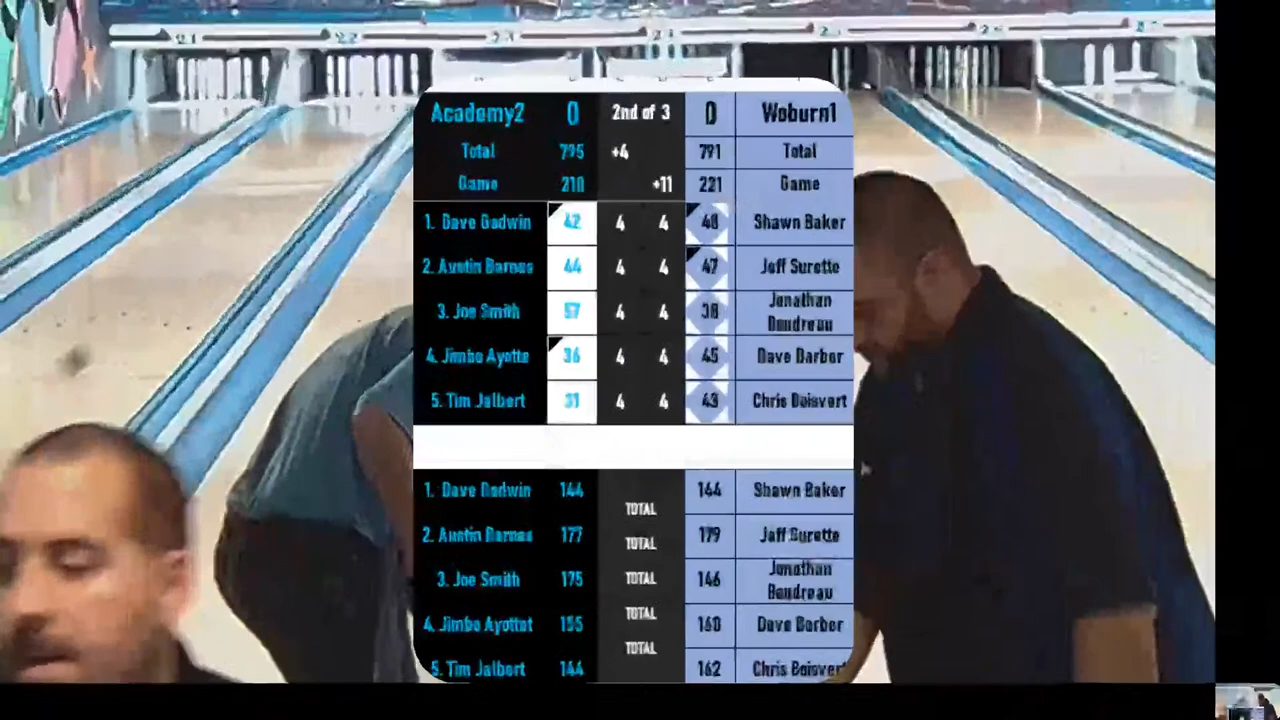 Academy2 0 2nd of 3 0 Woburn1
Total 795 +4 791 Total
Game 210 +11 221 Game
1. Dave Godwin 42 4 4 48 Shawn Baker
2. Austin Barnes 44 4 4 47 Jeff Surette
3. Joe Smith 57 4 4 38 Jonathan Boudreau
4. Jimbo Ayotte 36 4 4 45 Dave Barber
5. Tim Jalbert 31 4 4 43 Chris Boisvert
1. Dave Godwin 144 TOTAL 144 Shawn Baker
2. Austin Barnes 177 TOTAL 179 Jeff Surette
3. Joe Smith 175 TOTAL 146 Jonathan Boudreau
4. Jimbo Ayottet 155 TOTAL 160 Dave Barber
5. Tim Jalbert 144 TOTAL 162 Chris Boisvert